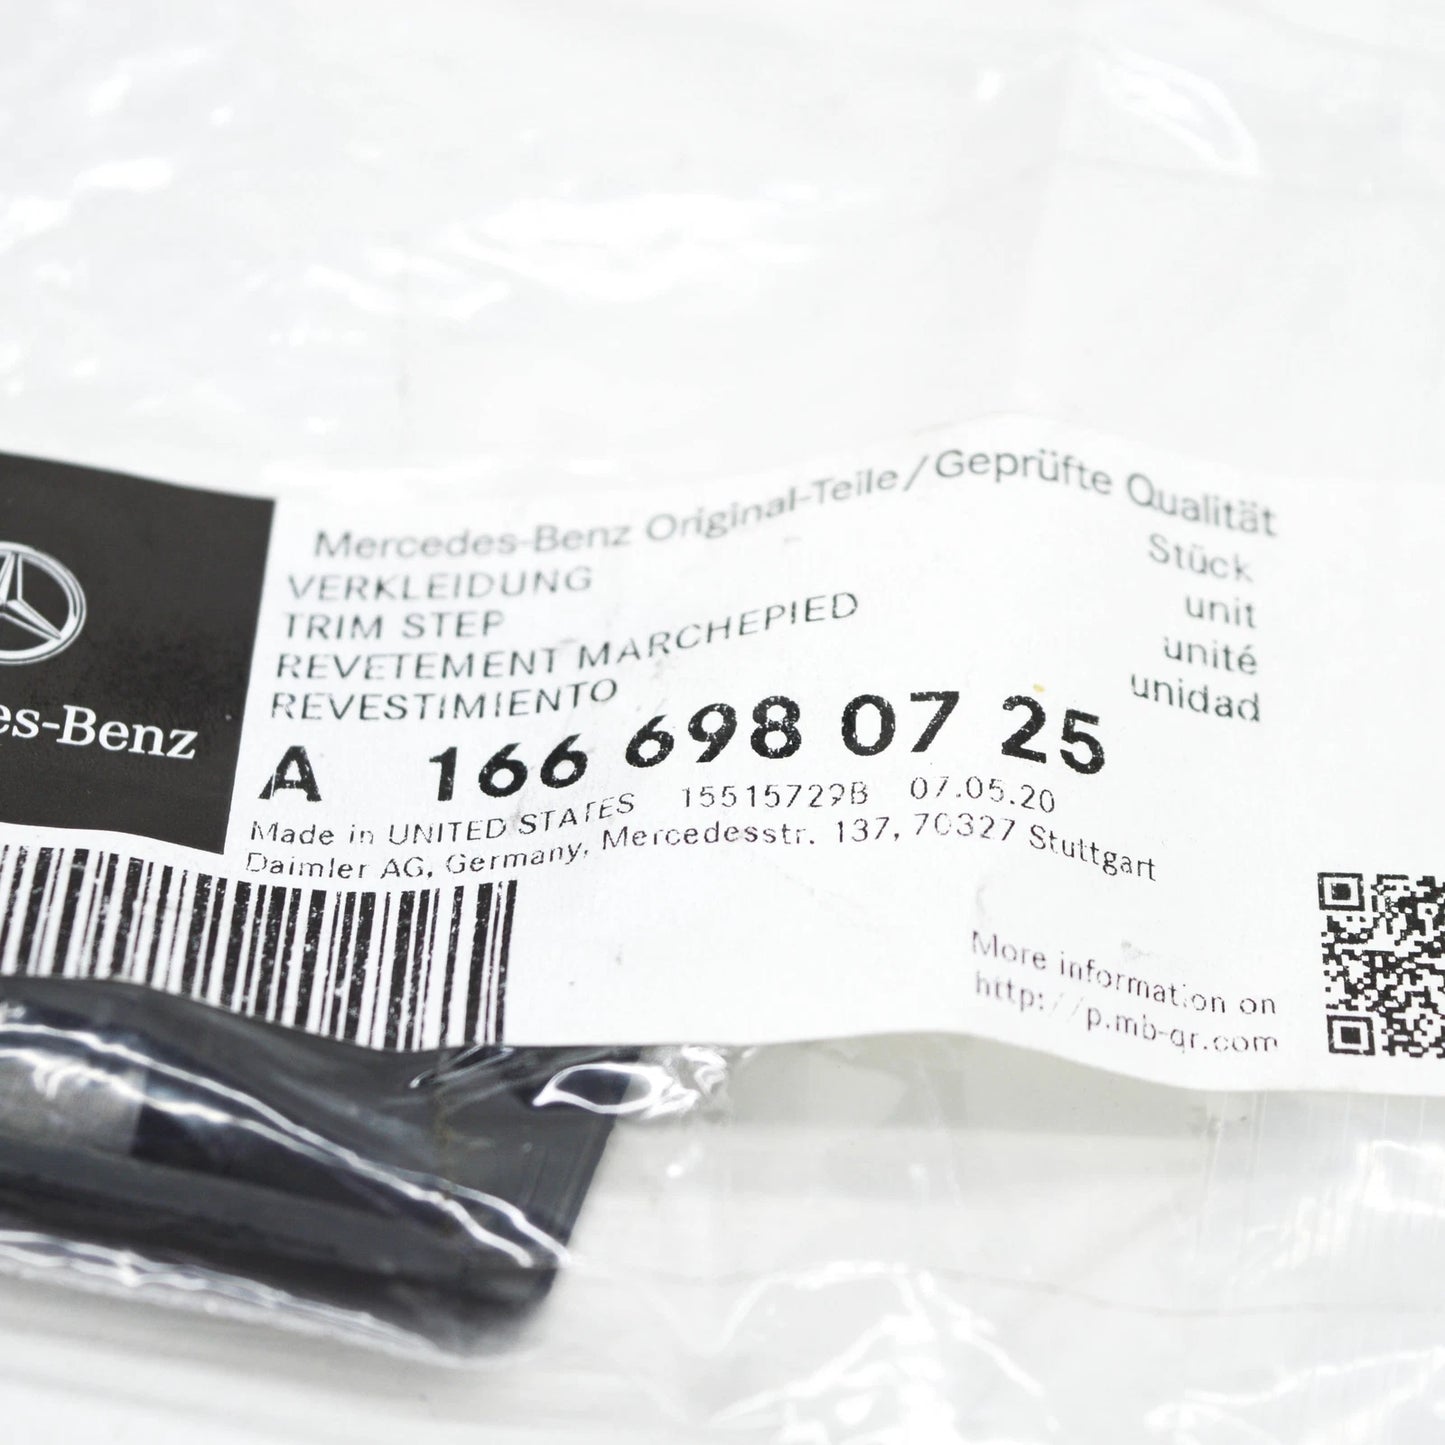 Mercedes-Benz Original-Teile/Geprüfte Qualität
VERKLEIDUNG
Stück
TRIM STEP
unit
REVETEMENT MARCHEPIED
unité
REVESTIMIENTO
unidad
es-Benz
A 166 698 07 25
Made in UNITED STATES 15515729B 07.05.20
Daimler AG, Germany, Mercedesstr. 137, 70327 Stuttgart
More information on
http://p.mb-qr.com